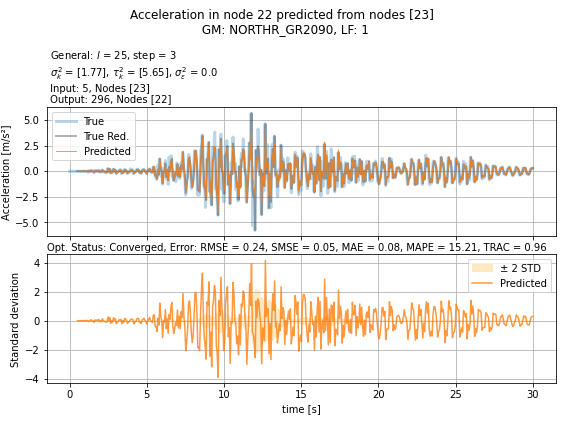 Acceleration in node 22 predicted from nodes [23]
GM: NORTHR_GR2090, LF: 1
General: l = 25, step = 3
σ²ₖ = [1.77], τ²ₖ = [5.65], σ²ε = 0.0
Input: 5, Nodes [23]
Output: 296, Nodes [22]
Acceleration [m/s²]
5.0
2.5
0.0
−2.5
−5.0
True
True Red.
Predicted
Opt. Status: Converged, Error: RMSE = 0.24, SMSE = 0.05, MAE = 0.08, MAPE = 15.21, TRAC = 0.96
Standard deviation
4
2
0
−2
−4
± 2 STD
Predicted
0 5 10 15 20 25 30
time [s]